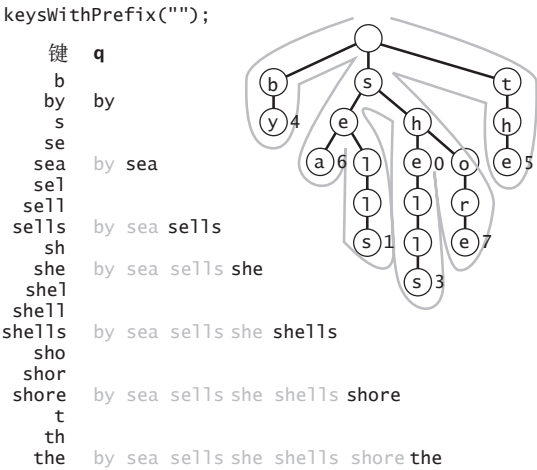 keysWithPrefix("");
键 q
b
by by
s
se
sea by sea
sel
sell
sells by sea sells
sh
she by sea sells she
shel
shell
shells by sea sells she shells
sho
shor
shore by sea sells she shells shore
t
th
the by sea sells she shells shore the
b s t
y 4 e h h
a 6 l e 0 o e 5
l l r
s 1 l e 7
s 3